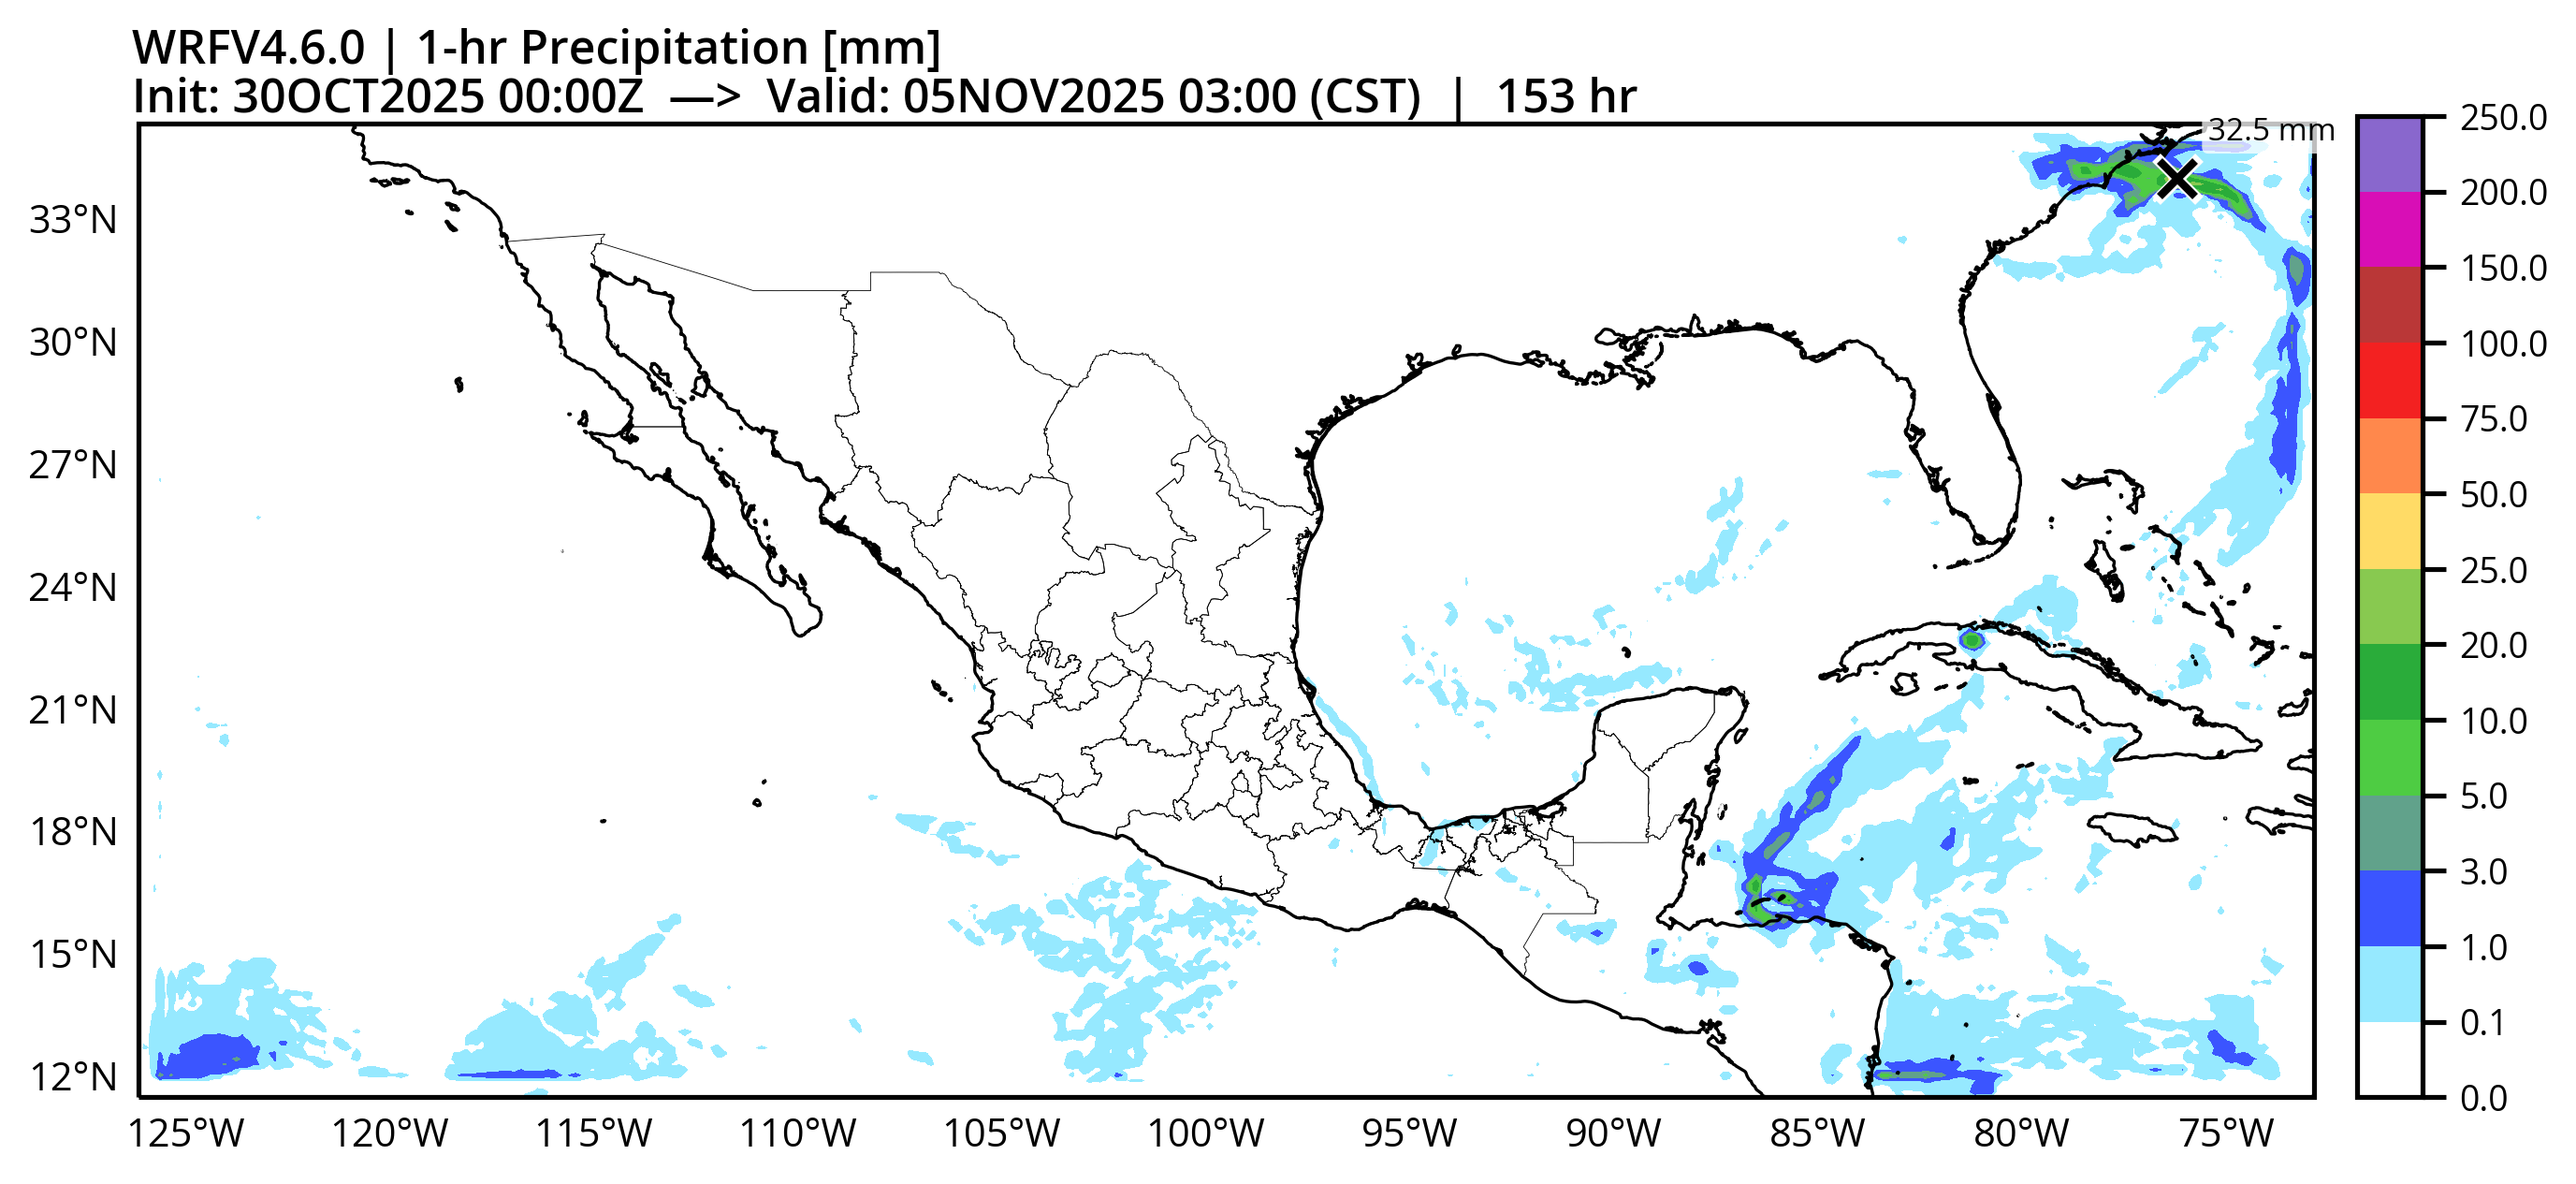 WRFV4.6.0 | 1-hr Precipitation [mm]
Init: 30OCT2025 00:00Z —> Valid: 05NOV2025 03:00 (CST) | 153 hr
32.5 mm
33°N
30°N
27°N
24°N
21°N
18°N
15°N
12°N
125°W 120°W 115°W 110°W 105°W 100°W 95°W 90°W 85°W 80°W 75°W
250.0
200.0
150.0
100.0
75.0
50.0
25.0
20.0
10.0
5.0
3.0
1.0
0.1
0.0